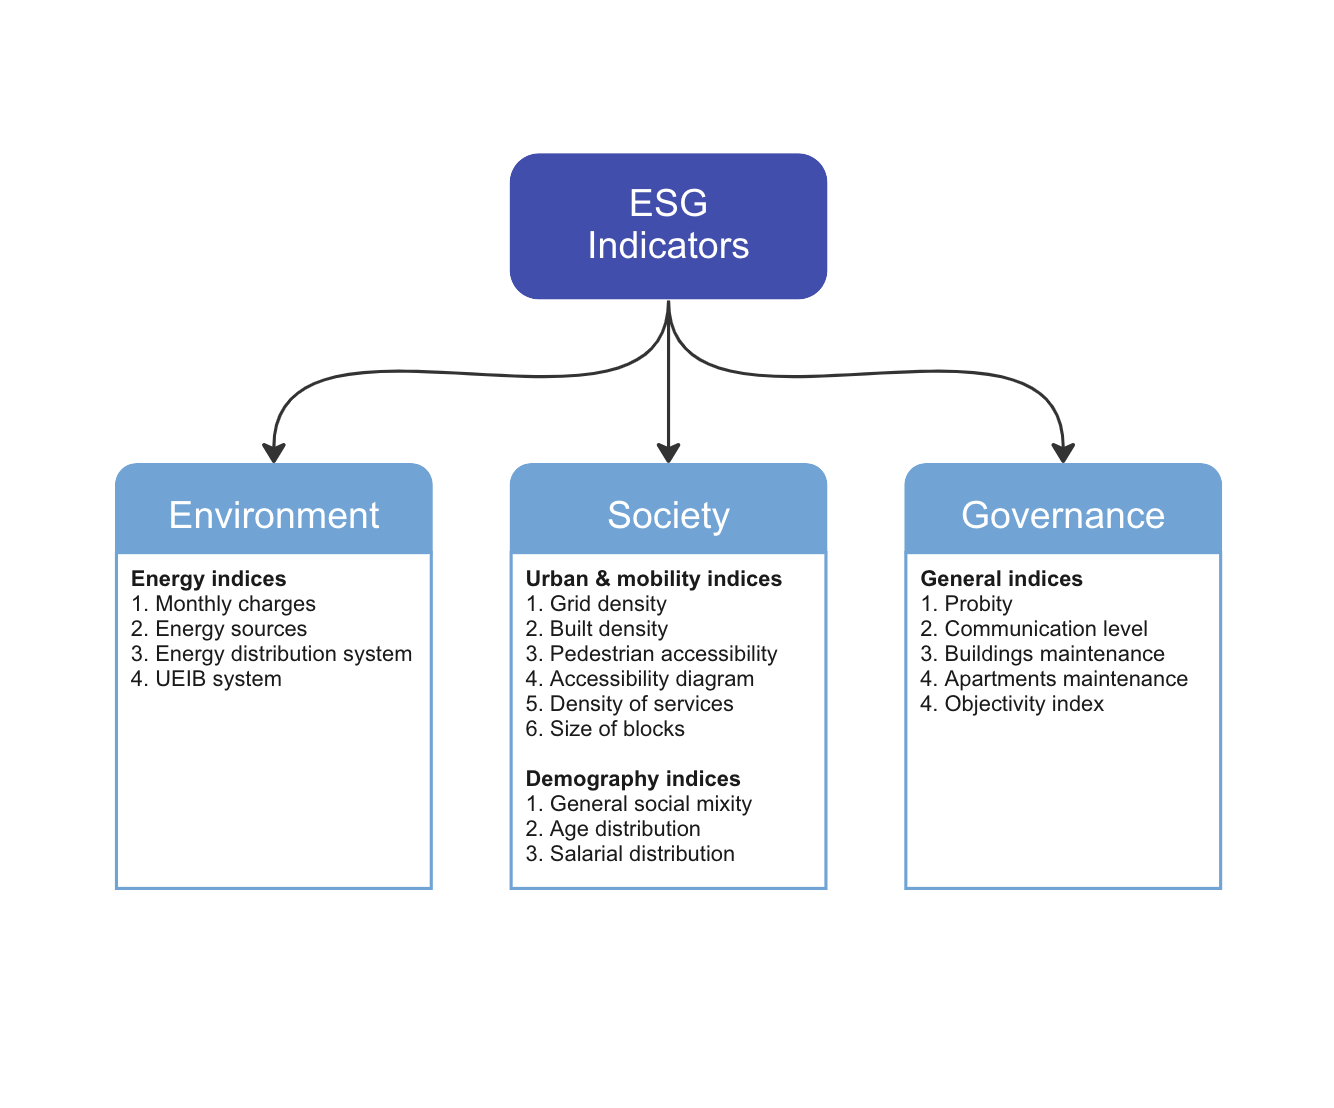 ESG
Indicators
Environment
Energy indices
1. Monthly charges
2. Energy sources
3. Energy distribution system
4. UEIB system
Society
Urban & mobility indices
1. Grid density
2. Built density
3. Pedestrian accessibility
4. Accessibility diagram
5. Density of services
6. Size of blocks
Demography indices
1. General social mixity
2. Age distribution
3. Salarial distribution
Governance
General indices
1. Probity
2. Communication level
3. Buildings maintenance
4. Apartments maintenance
4. Objectivity index